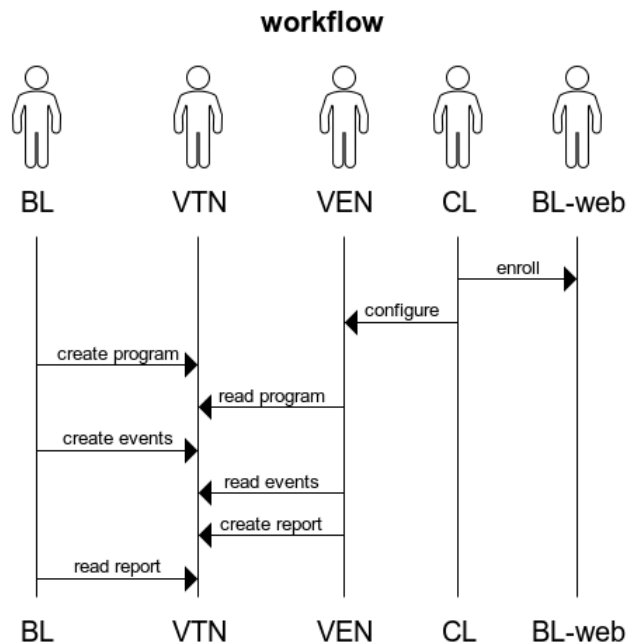 workflow
BL VTN VEN CL BL-web
enroll
configure
create program
read program
create events
read events
create report
read report
BL VTN VEN CL BL-web